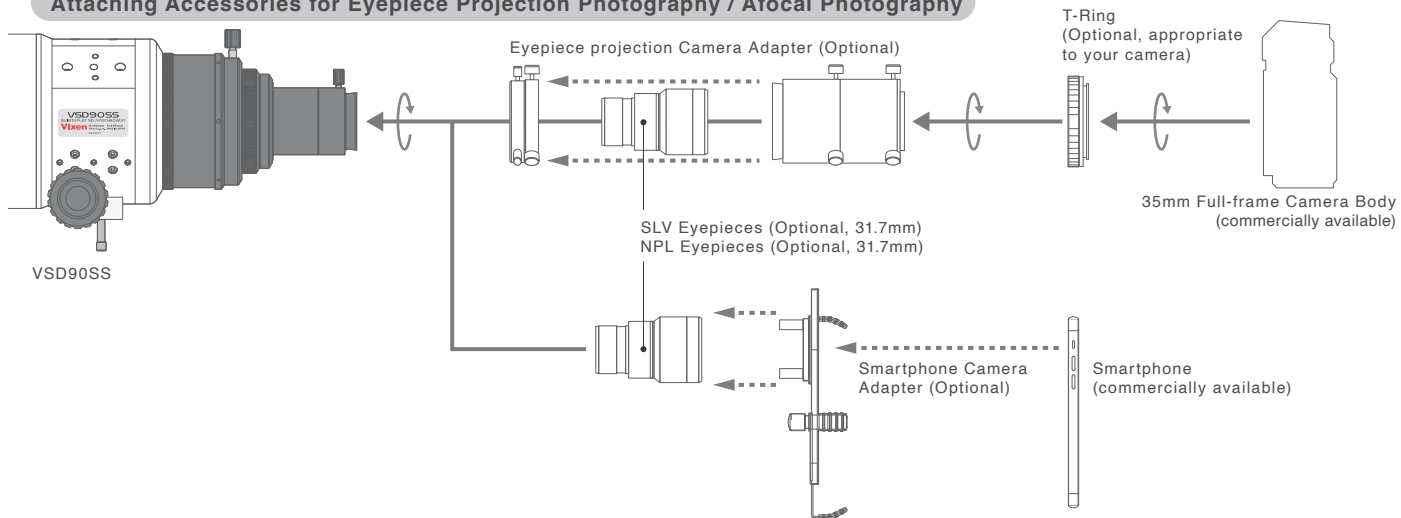 Attaching Accessories for Eyepiece Projection Photography / Afocal Photography
T-Ring
(Optional, appropriate
to your camera)
Eyepiece projection Camera Adapter (Optional)
VSD90SS
Vixen
35mm Full-frame Camera Body
(commercially available)
SLV Eyepieces (Optional, 31.7mm)
NPL Eyepieces (Optional, 31.7mm)
VSD90SS
Smartphone Camera
Adapter (Optional)
Smartphone
(commercially available)